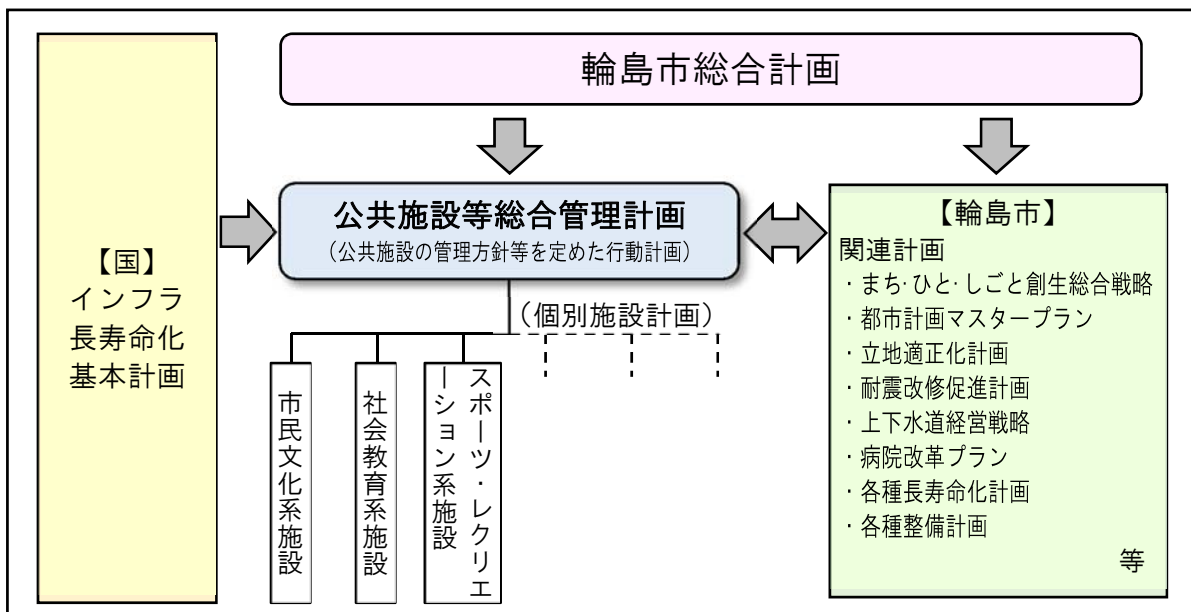 輪島市総合計画
【国】
インフラ
長寿命化
基本計画
公共施設等総合管理計画
（公共施設の管理方針等を定めた行動計画）
（個別施設計画）
市民文化系施設
社会教育系施設
スポーツ・レクリエ
ーション系施設
【輪島市】
関連計画
・まち・ひと・しごと創生総合戦略
・都市計画マスタープラン
・立地適正化計画
・耐震改修促進計画
・上下水道経営戦略
・病院改革プラン
・各種長寿命化計画
・各種整備計画
等